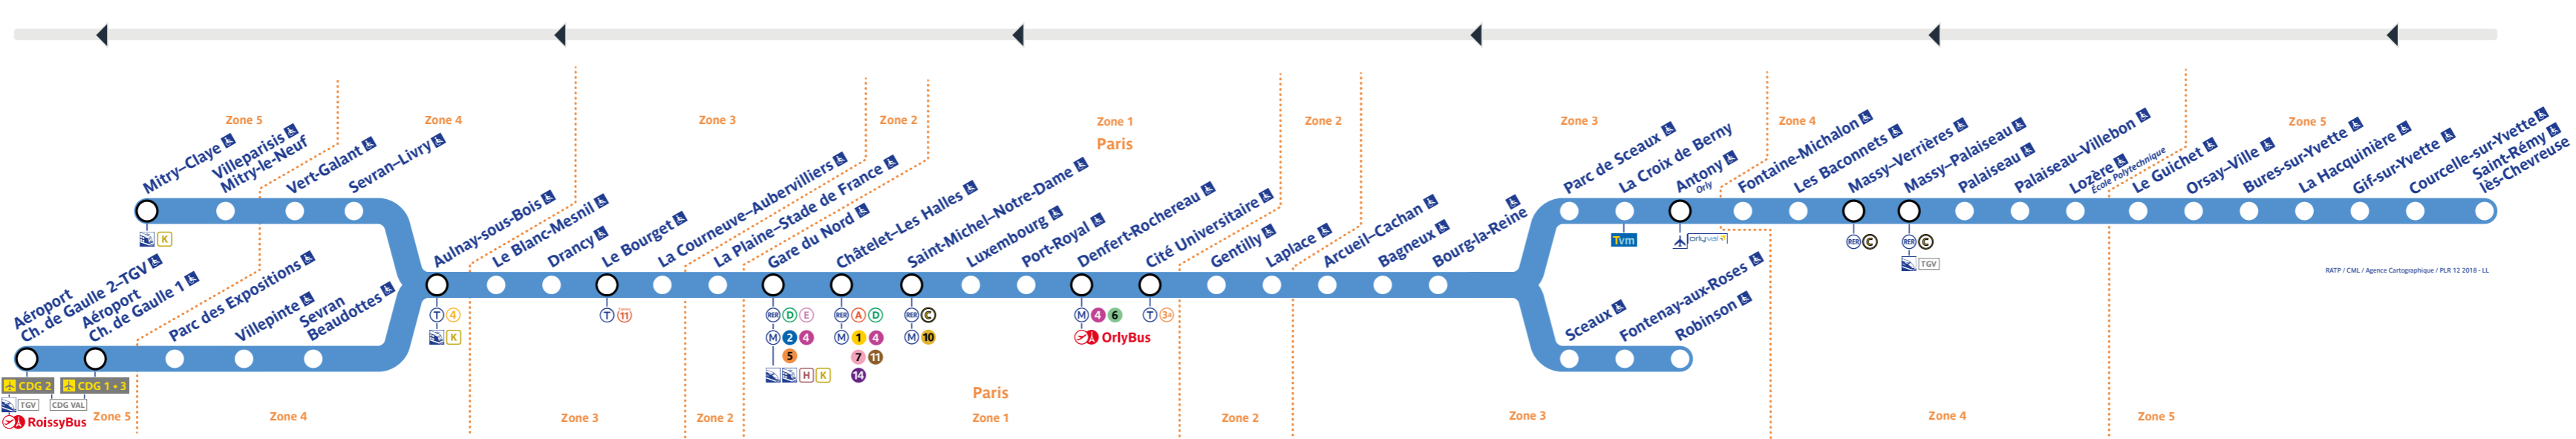 Zone 5
Zone 4
Zone 3
Zone 2
Zone 1
Paris
Zone 2
Zone 3
Zone 4
Zone 5
Mitry–Claye
Villeparisis
Mitry-le-Neuf
Vert-Galant
Sevran–Livry
K
Aéroport
Ch. de Gaulle 2–TGV
Aéroport
Ch. de Gaulle 1
Parc des Expositions
Villepinte
Sevran
Beaudottes
CDG 2
CDG 1 • 3
TGV
CDG VAL
RoissyBus
Aulnay-sous-Bois
T 4
K
Le Blanc-Mesnil
Drancy
Le Bourget
T 11
La Courneuve–Aubervilliers
La Plaine–Stade de France
Gare du Nord
RER D E
M 2 4
5
H K
Châtelet–Les Halles
RER A D
M 1 4
7 11
14
Saint-Michel–Notre-Dame
RER C
M 10
Luxembourg
Port-Royal
Denfert-Rochereau
M 4 6
OrlyBus
Cité Universitaire
T 3a
Gentilly
Laplace
Arcueil–Cachan
Bagneux
Bourg-la-Reine
Parc de Sceaux
La Croix de Berny
Tvm
Antony
Orly
orlyval
Fontaine-Michalon
Les Baconnets
Massy–Verrières
RER C
Massy–Palaiseau
RER C
TGV
Palaiseau
Palaiseau–Villebon
Lozère
École Polytechnique
Le Guichet
Orsay–Ville
Bures-sur-Yvette
La Hacquinière
Gif-sur-Yvette
Courcelle-sur-Yvette
Saint-Rémy
lès-Chevreuse
Sceaux
Fontenay-aux-Roses
Robinson
RATP / CML / Agence Cartographique / PLR 12 2018 - LL
Zone 5
Zone 4
Zone 3
Zone 2
Paris
Zone 1
Zone 2
Zone 3
Zone 4
Zone 5